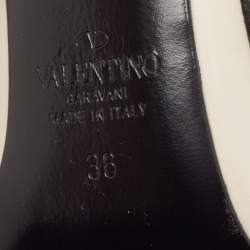 VALENTINO
GARAVANI
MADE IN ITALY
36